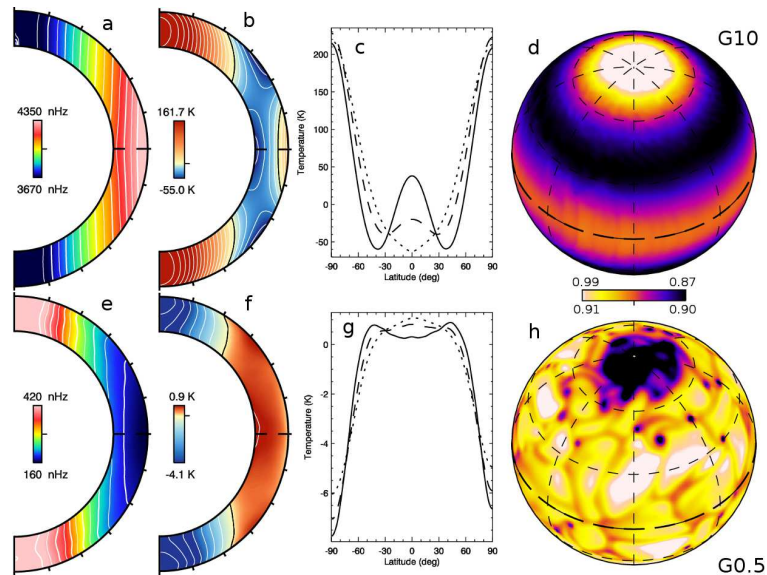 a
b
c
d
G10
4350
nHz
3670
nHz
161.7 K
-55.0 K
Temperature (K)
200
150
100
50
0
-50
-90
-60
-30
0
30
60
90
Latitude (deg)
0.99
0.87
0.91
0.90
e
f
g
h
420
nHz
160
nHz
0.9 K
-4.1 K
Temperature (K)
0
-2
-4
-6
-90
-60
-30
0
30
60
90
Latitude (deg)
G0.5